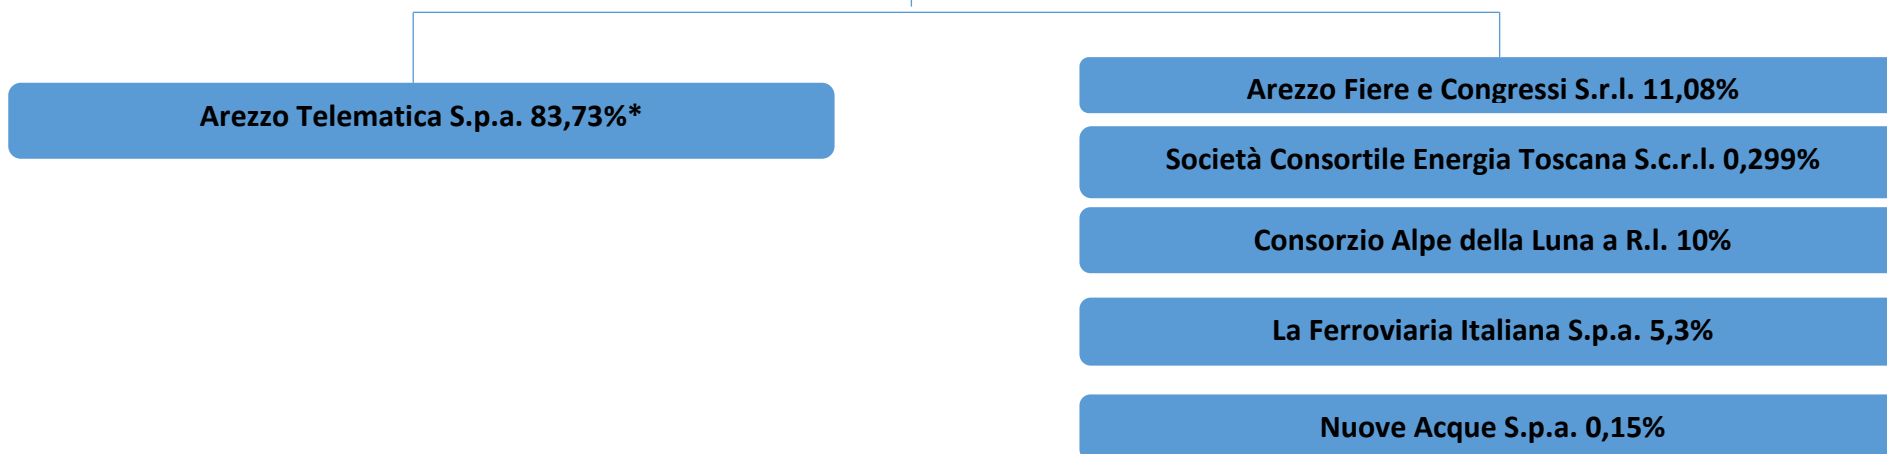 Arezzo Telematica S.p.a. 83,73%*
Arezzo Fiere e Congressi S.r.l. 11,08%
Società Consortile Energia Toscana S.c.r.l. 0,299%
Consorzio Alpe della Luna a R.l. 10%
La Ferroviaria Italiana S.p.a. 5,3%
Nuove Acque S.p.a. 0,15%